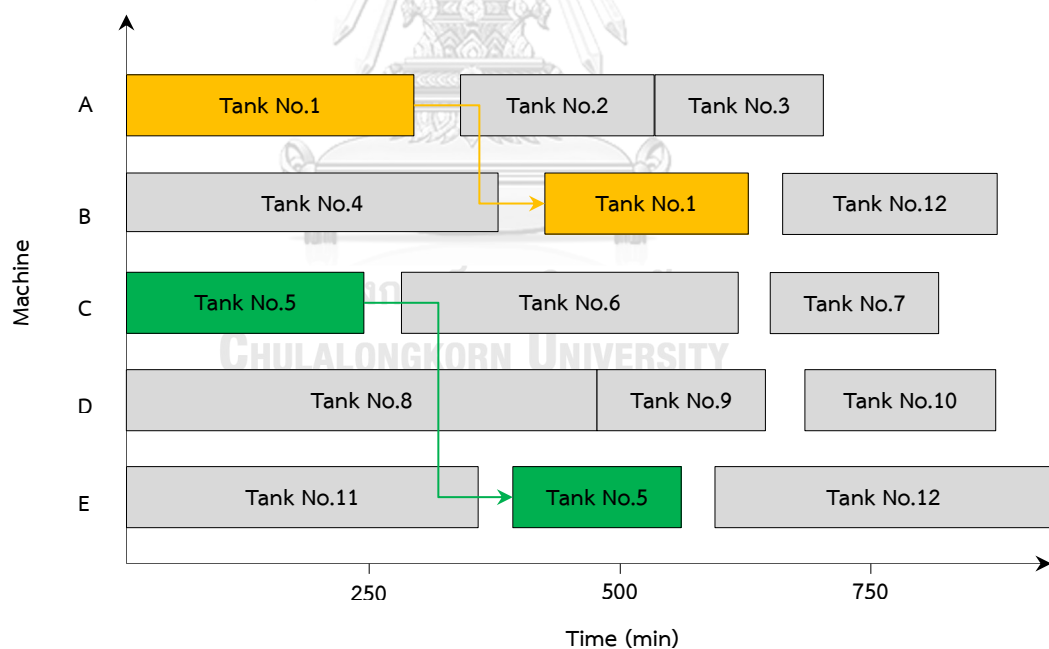 A
Tank No.1
Tank No.2
Tank No.3
B
Tank No.4
Tank No.1
Tank No.12
Machine
C
Tank No.5
Tank No.6
Tank No.7
CHULALONGKORN UNIVERSITY
D
Tank No.8
Tank No.9
Tank No.10
E
Tank No.11
Tank No.5
Tank No.12
250
500
750
Time (min)